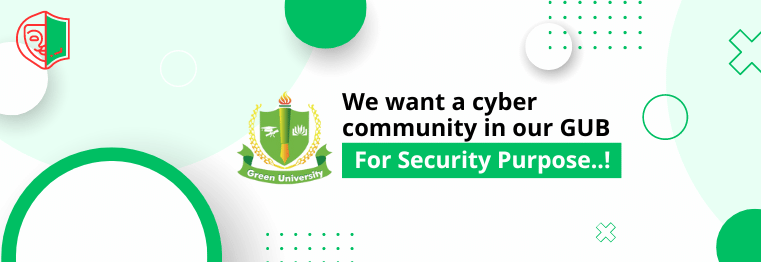 We want a cyber
community in our GUB
For Security Purpose..!
Green University